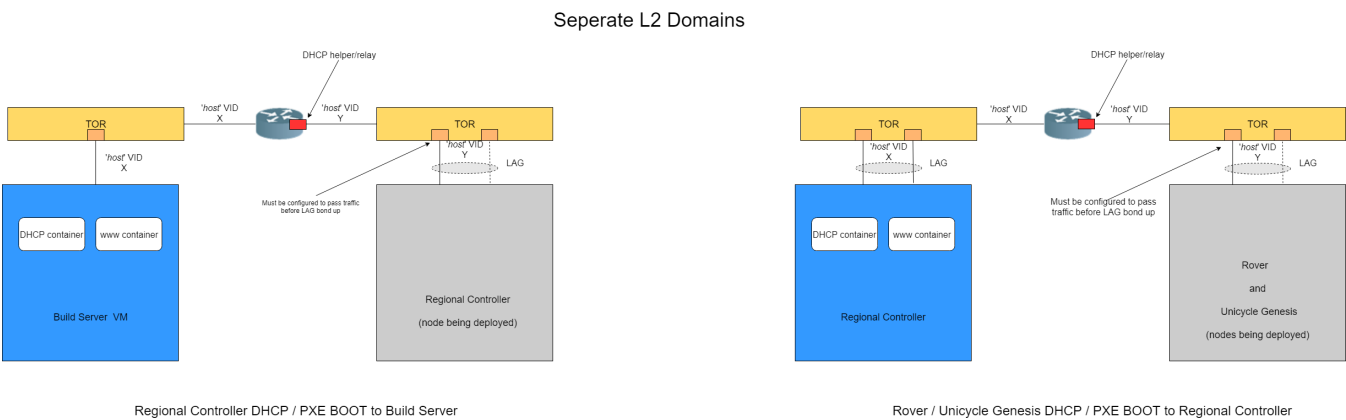 Seperate L2 Domains
DHCP helper/relay
TOR
'host' VID
X
'host' VID
Y
TOR
'host' VID
X
'host' VID
Y
LAG
Must be configured to pass traffic
before LAG bond up
DHCP container
www container
Build Server VM
Regional Controller
(node being deployed)
Regional Controller DHCP / PXE BOOT to Build Server
DHCP helper/relay
TOR
'host' VID
X
'host' VID
Y
TOR
'host' VID
X
LAG
'host' VID
Y
LAG
Must be configured to pass
traffic before LAG bond up
DHCP container
www container
Regional Controller
Rover
and
Unicycle Genesis
(nodes being deployed)
Rover / Unicycle Genesis DHCP / PXE BOOT to Regional Controller